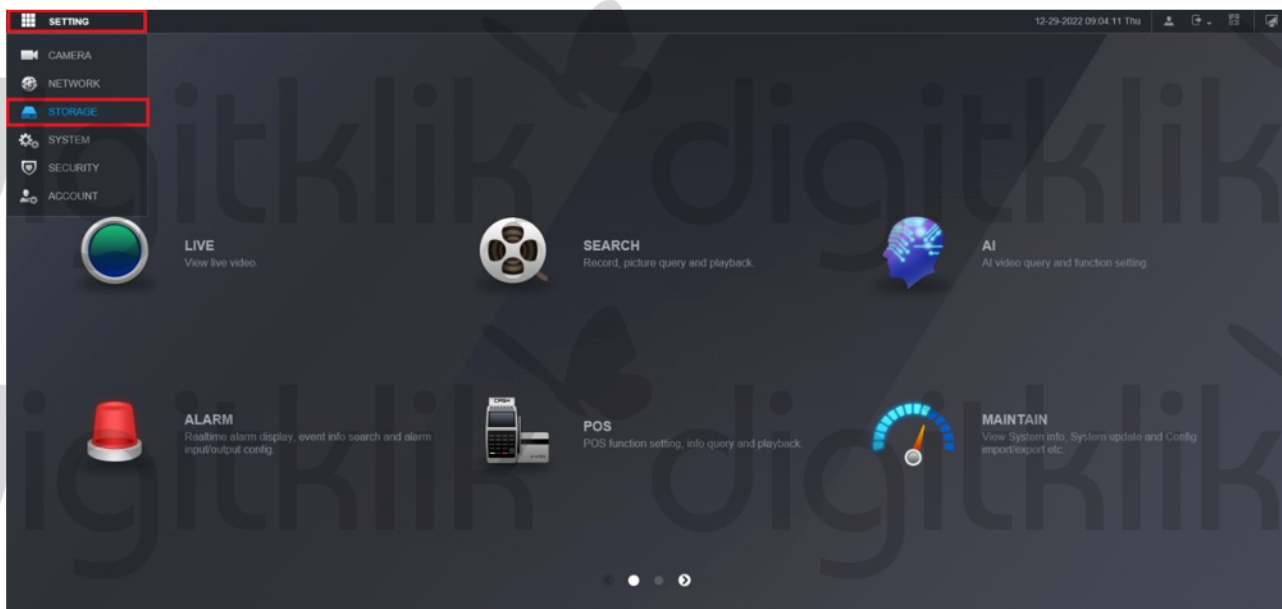 SETTING
12-29-2022 09:04:11 Thu
CAMERA
NETWORK
STORAGE
SYSTEM
SECURITY
ACCOUNT
LIVE
View live video.
SEARCH
Record, picture query and playback.
AI
AI video query and function setting.
ALARM
Realtime alarm display, event info search and alarm
input/output config.
POS
POS function setting, info query and playback.
MAINTAIN
View System info, System update and Config
import/export etc.
CASH
digitklik digitklik
digitklik digitklik